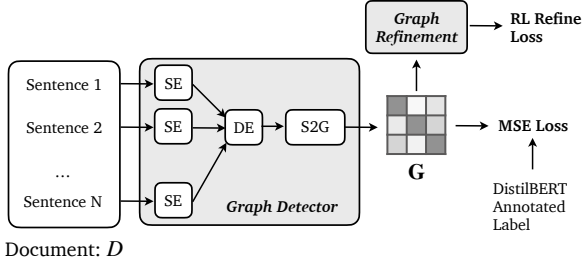 Graph
Refinement
RL Refine
Loss
Sentence 1
SE
Sentence 2
SE
DE
S2G
MSE Loss
...
G
Sentence N
SE
Graph Detector
DistilBERT
Annotated
Label
Document: D